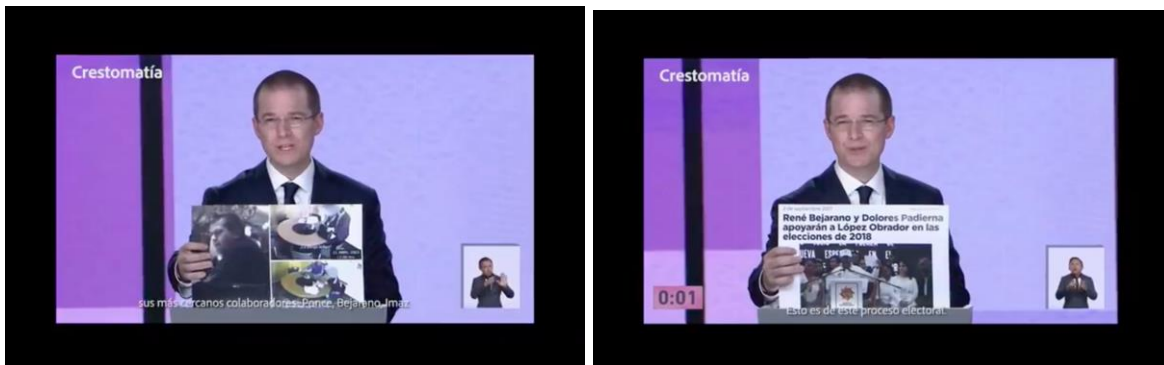 Crestomatía
sus más cercanos colaboradores: Ponce, Bejarano, Imaz
Crestomatía
René Bejarano y Dolores Padierna
apoyarán a López Obrador en las
elecciones de 2018
0:01
Esto es de este proceso electoral.